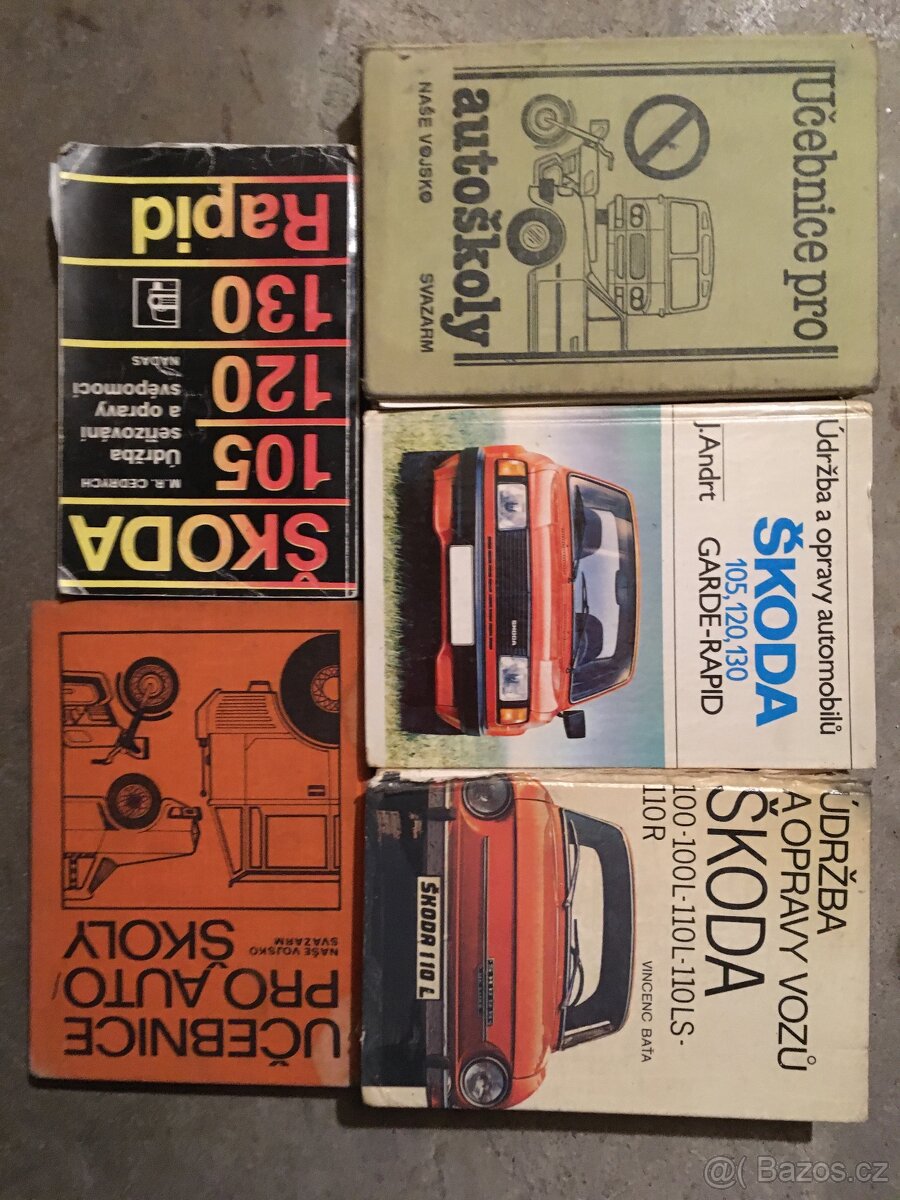 Učebnice pro
autoškoly
NAŠE VOJSKO SVAZARM
ŠKODA
105
120
130
Rapid
M.R. CEDRYCH
Údržba
seřizování
a opravy
svépomocí
NADAS
Údržba a opravy automobilů
ŠKODA
105,120,130
J.Andrt GARDE-RAPID
SKODA
UČEBNICE
PRO AUTO
ŠKOLY
NAŠE VOJSKO
SVAZARM
ÚDRŽBA
A OPRAVY VOZŮ
ŠKODA
100-100L-110L-110LS-
110R
VINCENC BAŤA
ŠKODA 110 L
@( Bazos.cz